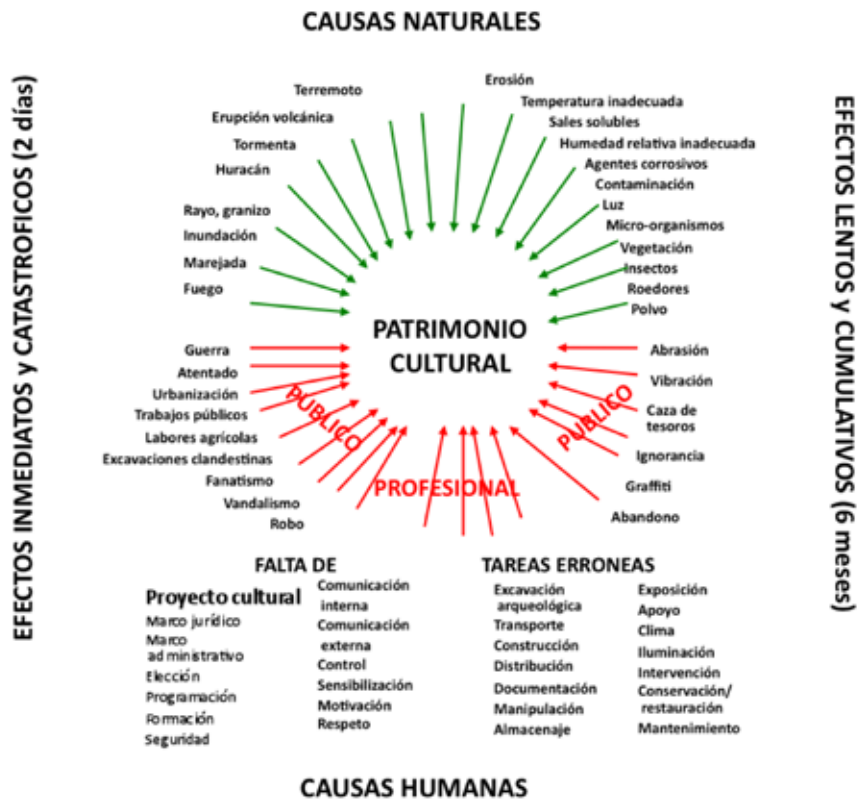 CAUSAS NATURALES
EFECTOS INMEDIATOS y CATASTROFICOS (2 días)
Terremoto
Erupción volcánica
Tormenta
Huracán
Rayo, granizo
Inundación
Marejada
Fuego
Erosión
Temperatura inadecuada
Sales solubles
Humedad relativa inadecuada
Agentes corrosivos
Contaminación
Luz
Micro-organismos
Vegetación
Insectos
Roedores
Polvo
EFECTOS LENTOS y CUMULATIVOS (6 meses)
PATRIMONIO
CULTURAL
Guerra
Atentado
Urbanización
Trabajos públicos
Labores agrícolas
Excavaciones clandestinas
Fanatismo
Vandalismo
Robo
PÚBLICO
PROFESIONAL
PUBLICO
Abrasión
Vibración
Caza de
tesoros
Ignorancia
Graffiti
Abandono
FALTA DE
Proyecto cultural
Marco jurídico
Marco
administrativo
Elección
Programación
Formación
Seguridad
Comunicación
interna
Comunicación
externa
Control
Sensibilización
Motivación
Respeto
TAREAS ERRONEAS
Excavación
arqueológica
Transporte
Construcción
Distribución
Documentación
Manipulación
Almacenaje
Exposición
Apoyo
Clima
Iluminación
Intervención
Conservación/
restauración
Mantenimiento
CAUSAS HUMANAS